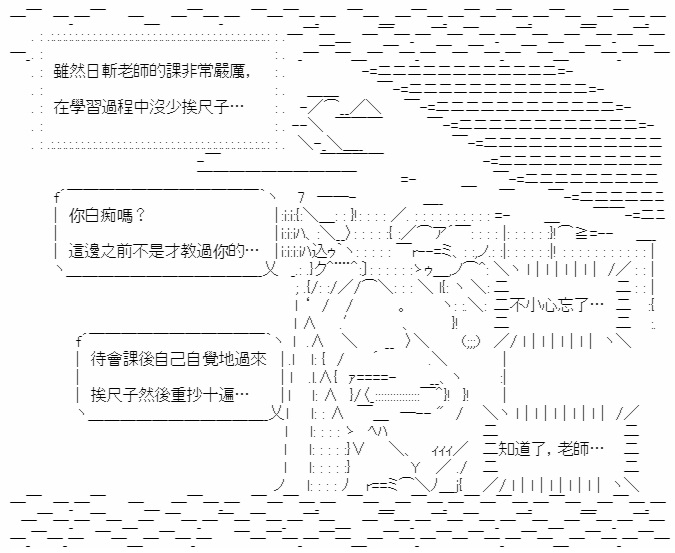 雖然日斬老師的課非常嚴厲,
在學習過程中沒少挨尺子…
你白痴嗎？
這邊之前不是才教過你的…
不小心忘了…
待會課後自己自覺地過來
挨尺子然後重抄十遍…
知道了, 老師…